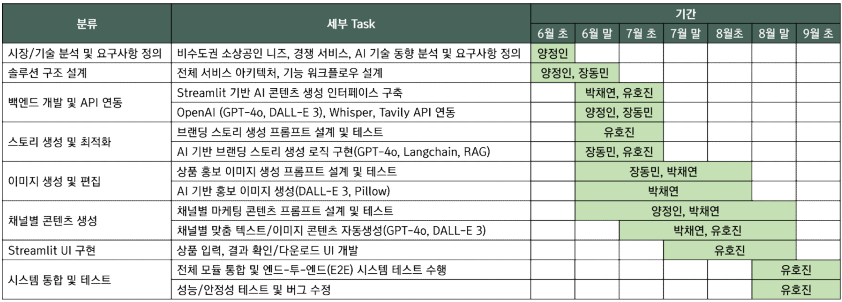 분류 세부 Task 기간
6월 초 6월 말 7월 초 7월 말 8월초 8월 말 9월 초
시장/기술 분석 및 요구사항 정의 비수도권 소상공인 니즈, 경쟁 서비스, AI 기술 동향 분석 및 요구사항 정의 양정인
솔루션 구조 설계 전체 서비스 아키텍처, 기능 워크플로우 설계 양정인, 장동민
백엔드 개발 및 API 연동 Streamlit 기반 AI 콘텐츠 생성 인터페이스 구축 박채연, 유호진
OpenAI (GPT-4o, DALL-E 3), Whisper, Tavily API 연동 양정인, 장동민
스토리 생성 및 최적화 브랜딩 스토리 생성 프롬프트 설계 및 테스트 유호진
AI 기반 브랜딩 스토리 생성 로직 구현(GPT-4o, Langchain, RAG) 장동민, 유호진
이미지 생성 및 편집 상품 홍보 이미지 생성 프롬프트 설계 및 테스트 장동민, 박채연
AI 기반 홍보 이미지 생성(DALL-E 3, Pillow) 박채연
채널별 콘텐츠 생성 채널별 마케팅 콘텐츠 프롬프트 설계 및 테스트 양정인, 박채연
채널별 맞춤 텍스트/이미지 콘텐츠 자동생성(GPT-4o, DALL-E 3) 박채연, 유호진
Streamlit UI 구현 상품 입력, 결과 확인/다운로드 UI 개발 유호진
시스템 통합 및 테스트 전체 모듈 통합 및 엔드-투-엔드(E2E) 시스템 테스트 수행 유호진
성능/안정성 테스트 및 버그 수정 유호진